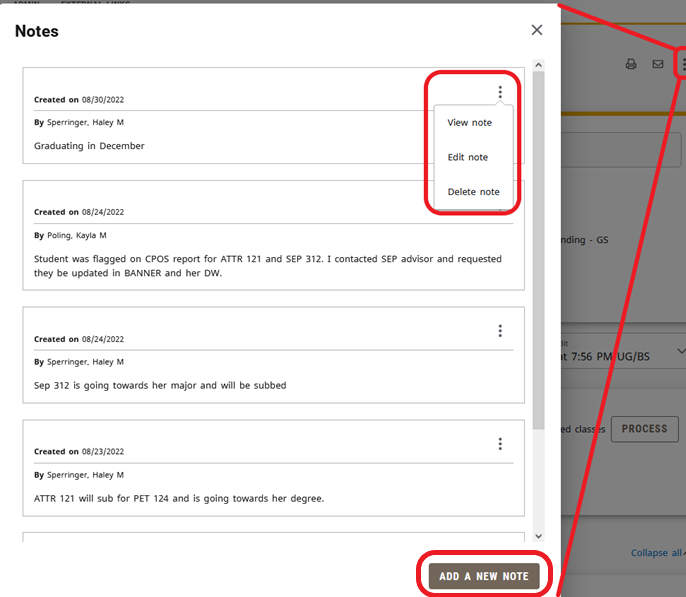 ADMIN EXTERNAL LINKS
Notes
Created on 08/30/2022
By Sperringer, Haley M
Graduating in December
View note
Edit note
Delete note
Created on 08/24/2022
By Poling, Kayla M
Student was flagged on CPOS report for ATTR 121 and SEP 312. I contacted SEP advisor and requested
they be updated in BANNER and her DW.
Created on 08/24/2022
By Sperringer, Haley M
Sep 312 is going towards her major and will be subbed
Created on 08/23/2022
By Sperringer, Haley M
ATTR 121 will sub for PET 124 and is going towards her degree.
ADD A NEW NOTE
nding - GS
dit
at 7:56 PM UG/BS
ed classes
PROCESS
Collapse all